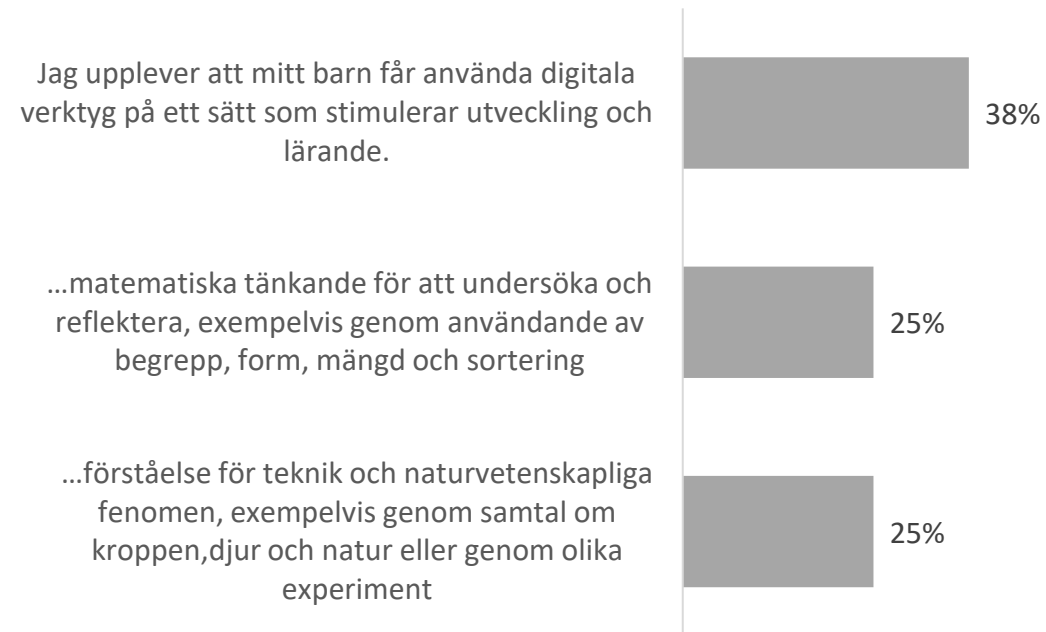 Jag upplever att mitt barn får använda digitala
verktyg på ett sätt som stimulerar utveckling och
lärande.
38%
...matematiska tänkande för att undersöka och
reflektera, exempelvis genom användande av
begrepp, form, mängd och sortering
25%
...förståelse för teknik och naturvetenskapliga
fenomen, exempelvis genom samtal om
kroppen,djur och natur eller genom olika
experiment
25%